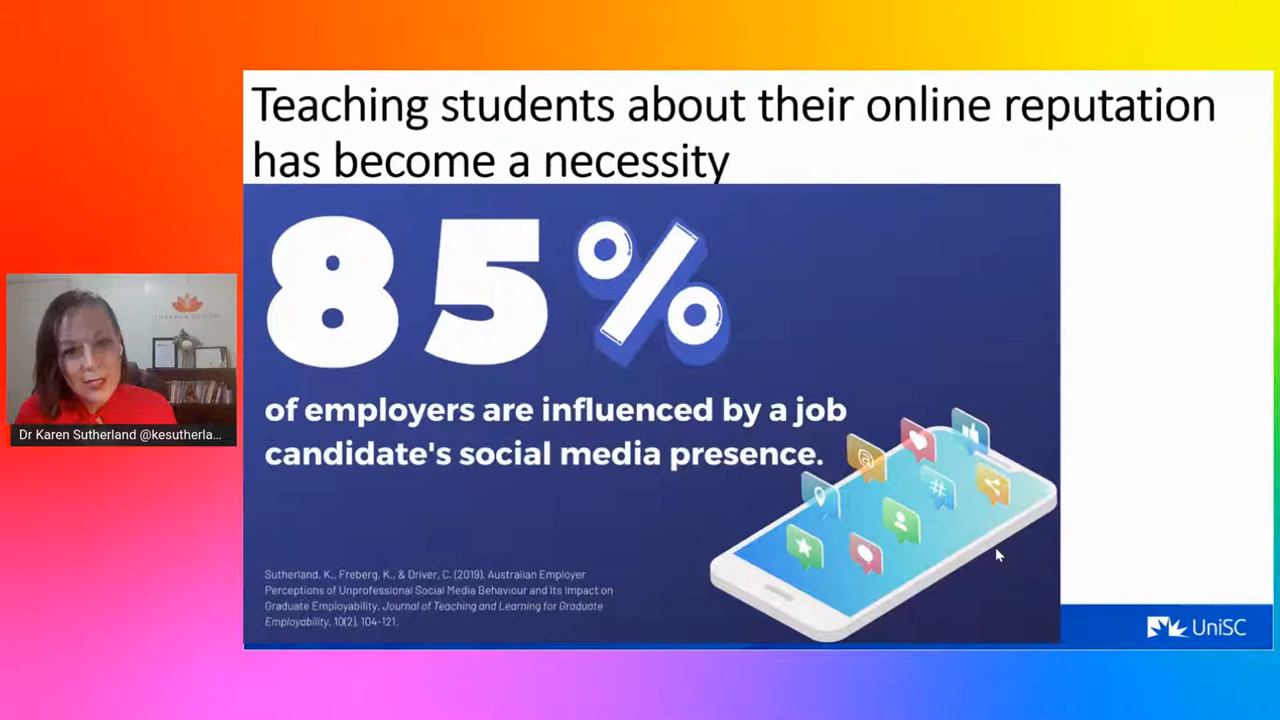 Teaching students about their online reputation
has become a necessity
85%
of employers are influenced by a job
candidate's social media presence.
Sutherland, K., Freberg, K., & Driver, C. (2019). Australian Employer
Perceptions of Unprofessional Social Media Behaviour and Its Impact on
Graduate Employability. Journal of Teaching and Learning for Graduate
Employability, 10(2), 104-121.
Dr Karen Sutherland @kesutherla...
UniSC